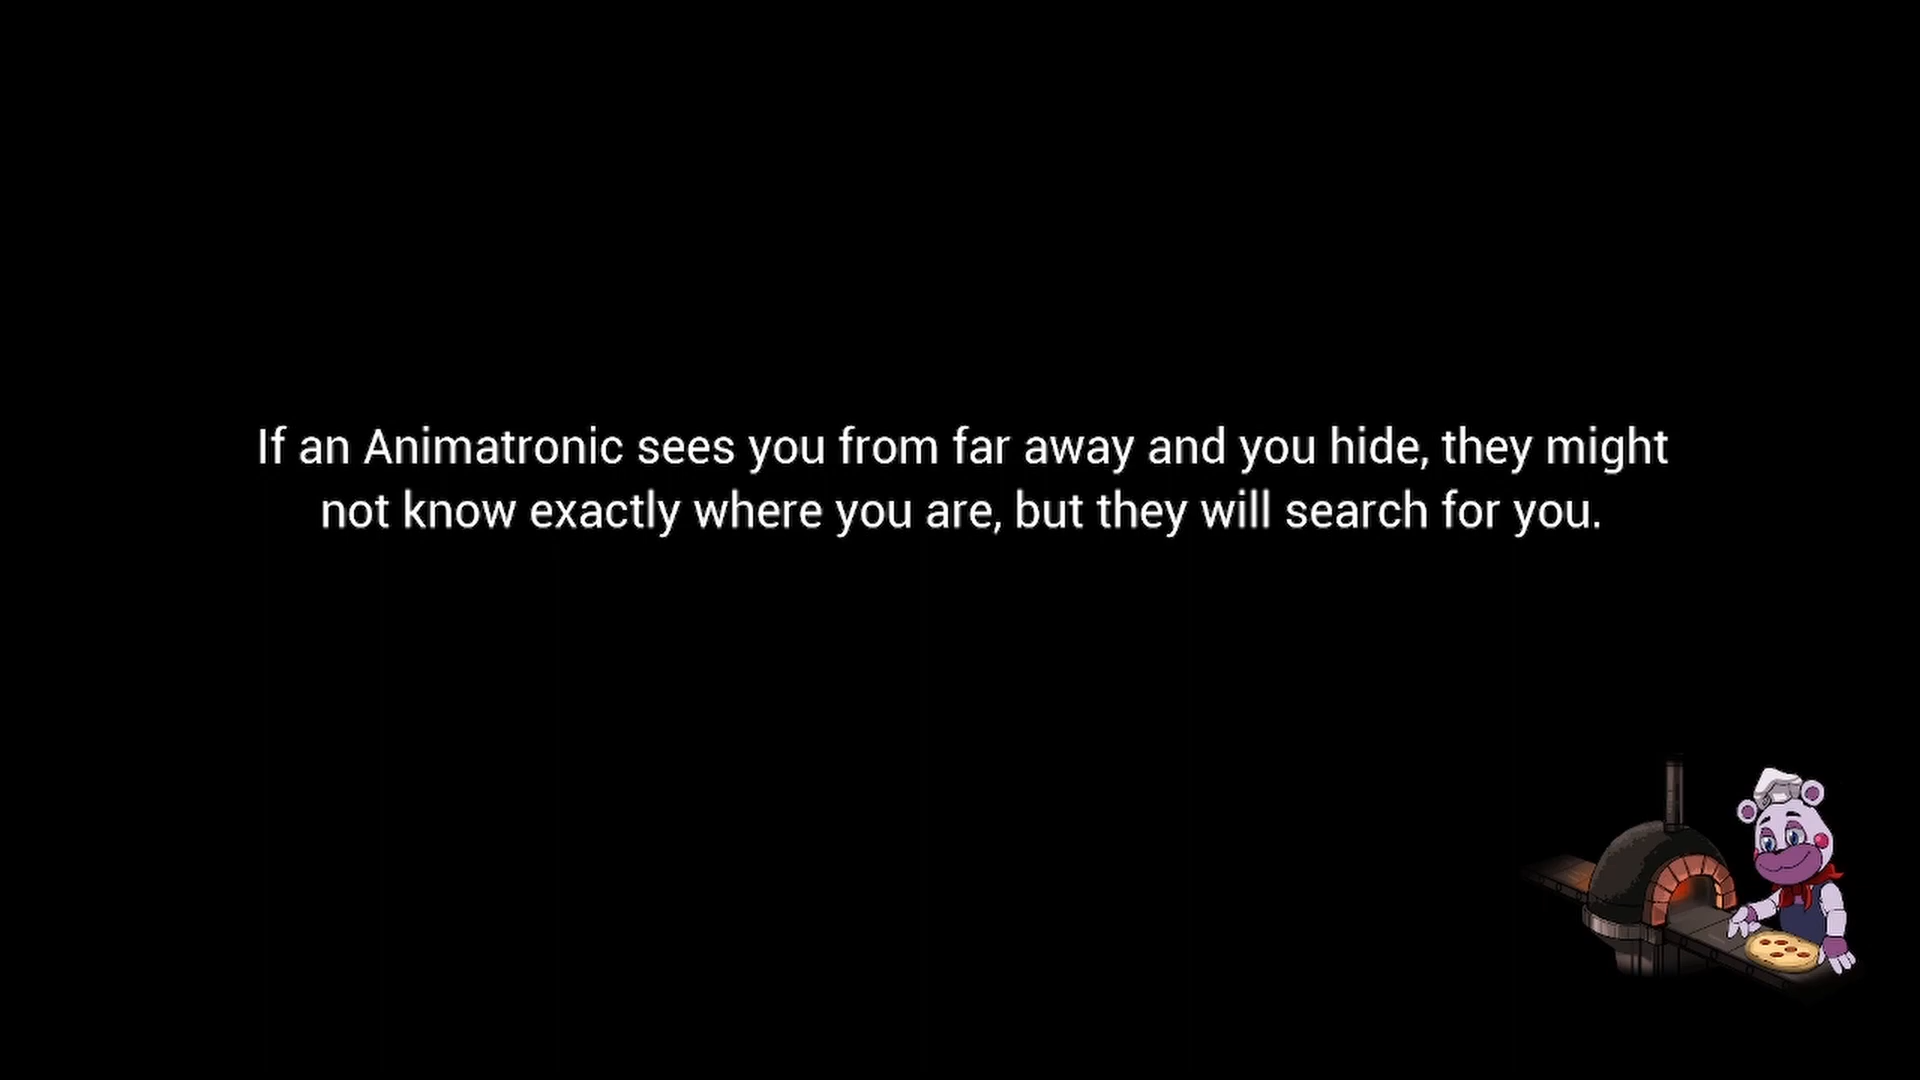 If an Animatronic sees you from far away and you hide, they might
not know exactly where you are, but they will search for you.